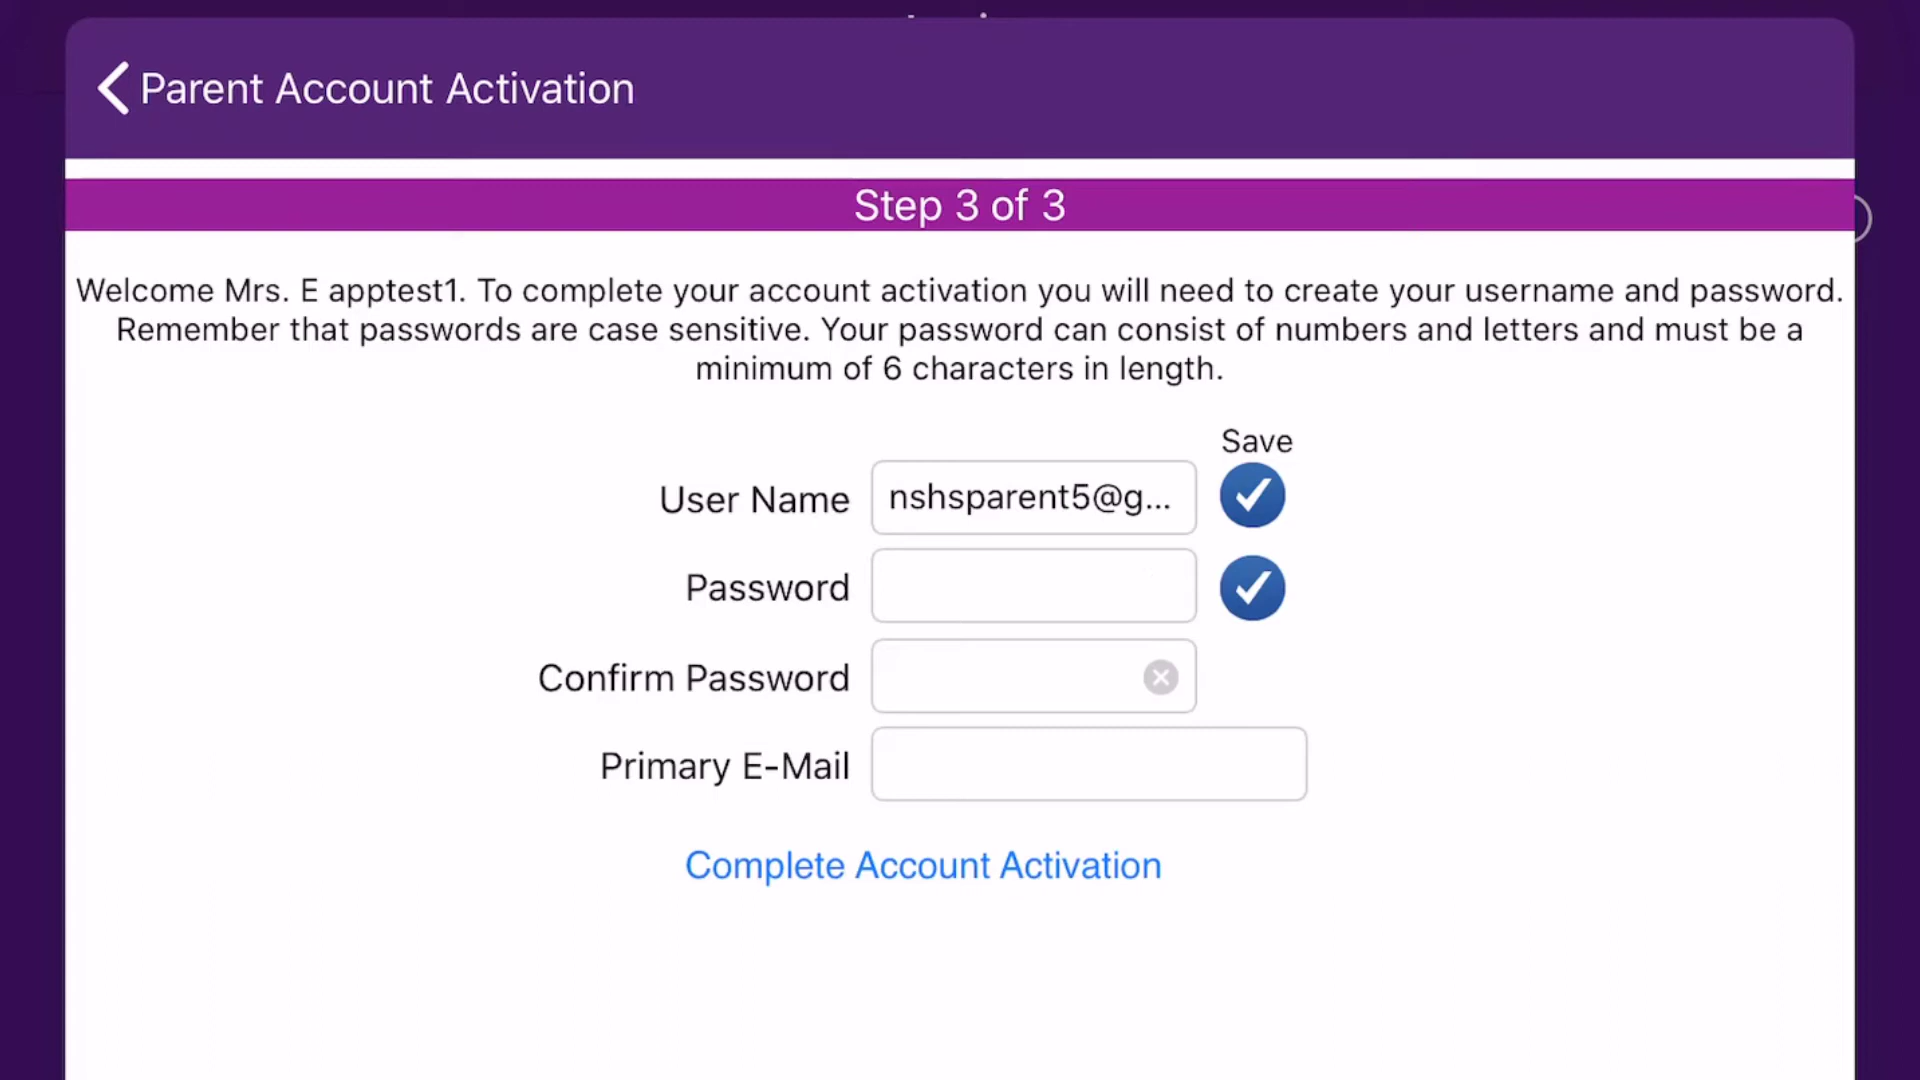 Parent Account Activation
Step 3 of 3
Welcome Mrs. E apptest1. To complete your account activation you will need to create your username and password.
Remember that passwords are case sensitive. Your password can consist of numbers and letters and must be a
minimum of 6 characters in length.
Save
User Name nshsparent5@g...
Password
Confirm Password
Primary E-Mail
Complete Account Activation